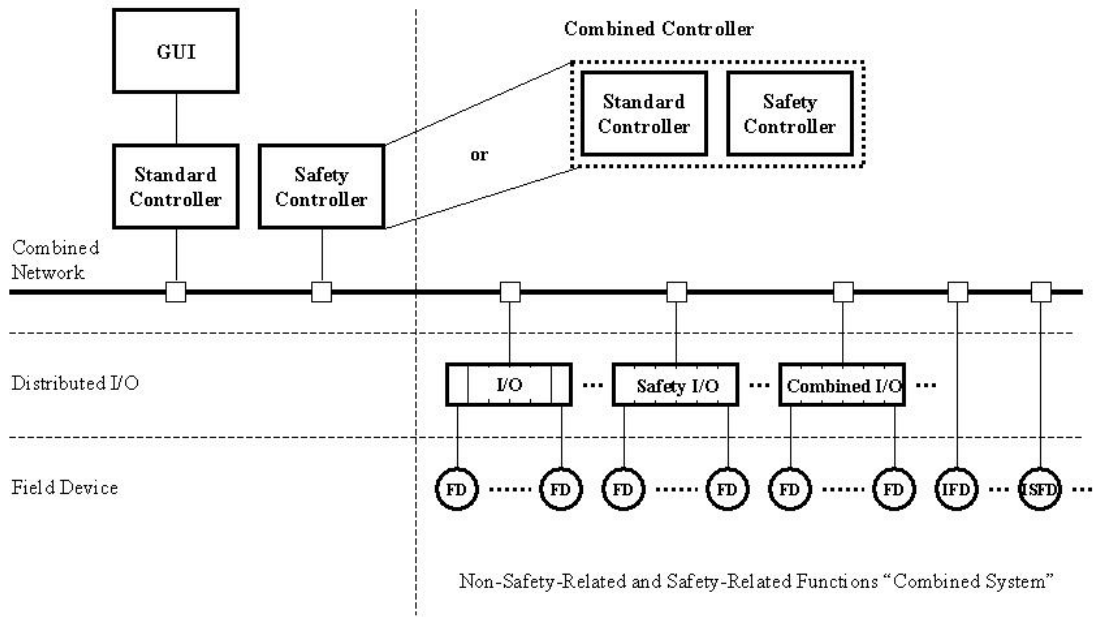 GUI
Combined Controller
Standard
Controller
Safety
Controller
or
Standard
Controller
Safety
Controller
Combined
Network
Distributed I/O
I/O
Safety I/O
Combined I/O
Field Device
FD
FD
FD
FD
FD
FD
IFD
ISFD
Non-Safety-Related and Safety-Related Functions “Combined System”